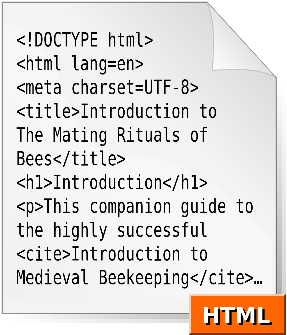 <!DOCTYPE html>
<html lang=en>
<meta charset=UTF-8>
<title>Introduction to
The Mating Rituals of
Bees</title>
<h1>Introduction</h1>
<p>This companion guide to
the highly successful
<cite>Introduction to
Medieval Beekeeping</cite>…
HTML